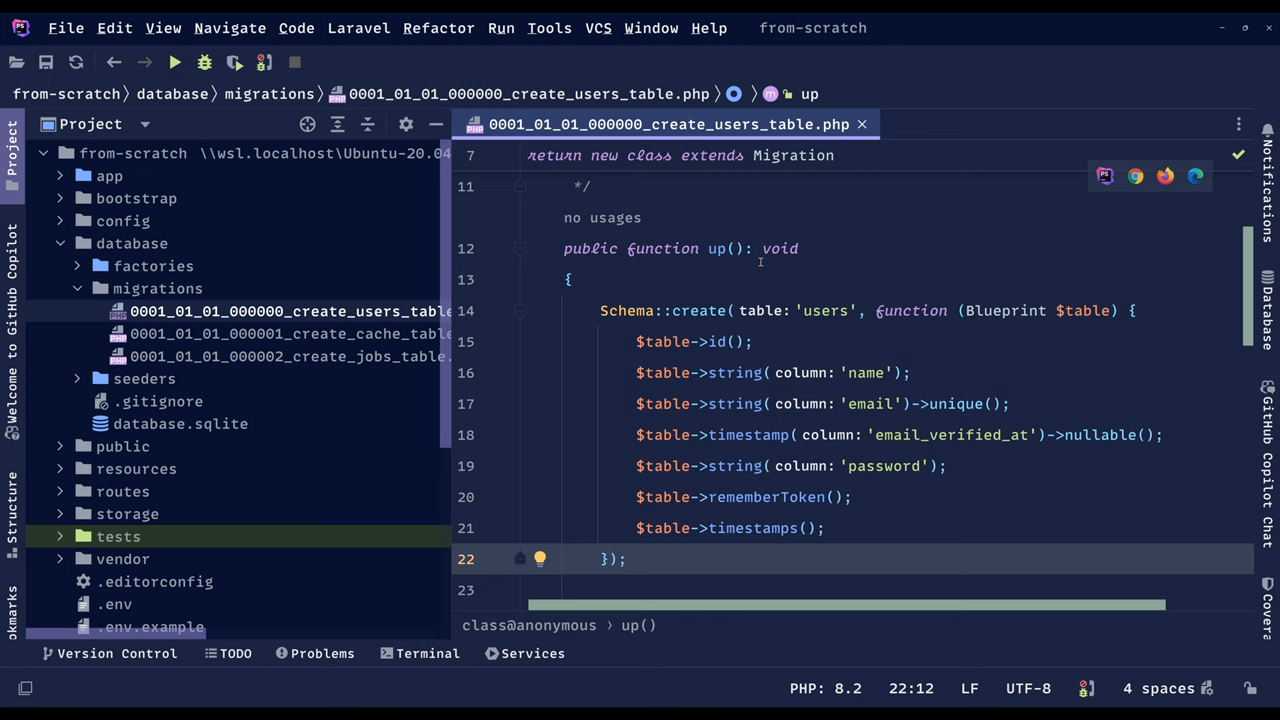 PS File Edit View Navigate Code Laravel Refactor Run Tools VCS Window Help from-scratch
from-scratch database migrations 0001_01_01_000000_create_users_table.php m up
Project
0001_01_01_000000_create_users_table.php
from-scratch \\wsl.localhost\Ubuntu-20.04
app
bootstrap
config
database
factories
migrations
0001_01_01_000000_create_users_table
0001_01_01_000001_create_cache_table
0001_01_01_000002_create_jobs_table.
seeders
.gitignore
database.sqlite
public
resources
routes
storage
tests
vendor
.editorconfig
.env
.env.example
7 return new class extends Migration
11 */
no usages
12 public function up(): void
13 {
14 Schema::create( table: 'users', function (Blueprint $table) {
15 $table->id();
16 $table->string( column: 'name');
17 $table->string( column: 'email')->unique();
18 $table->timestamp( column: 'email_verified_at')->nullable();
19 $table->string( column: 'password');
20 $table->rememberToken();
21 $table->timestamps();
22 });
23
class@anonymous › up()
Project
Welcome to GitHub Copilot
Structure
okmarks
Notifications
Database
GitHub Copilot Chat
Covera
Version Control TODO Problems Terminal Services
PHP: 8.2 22:12 LF UTF-8 4 spaces